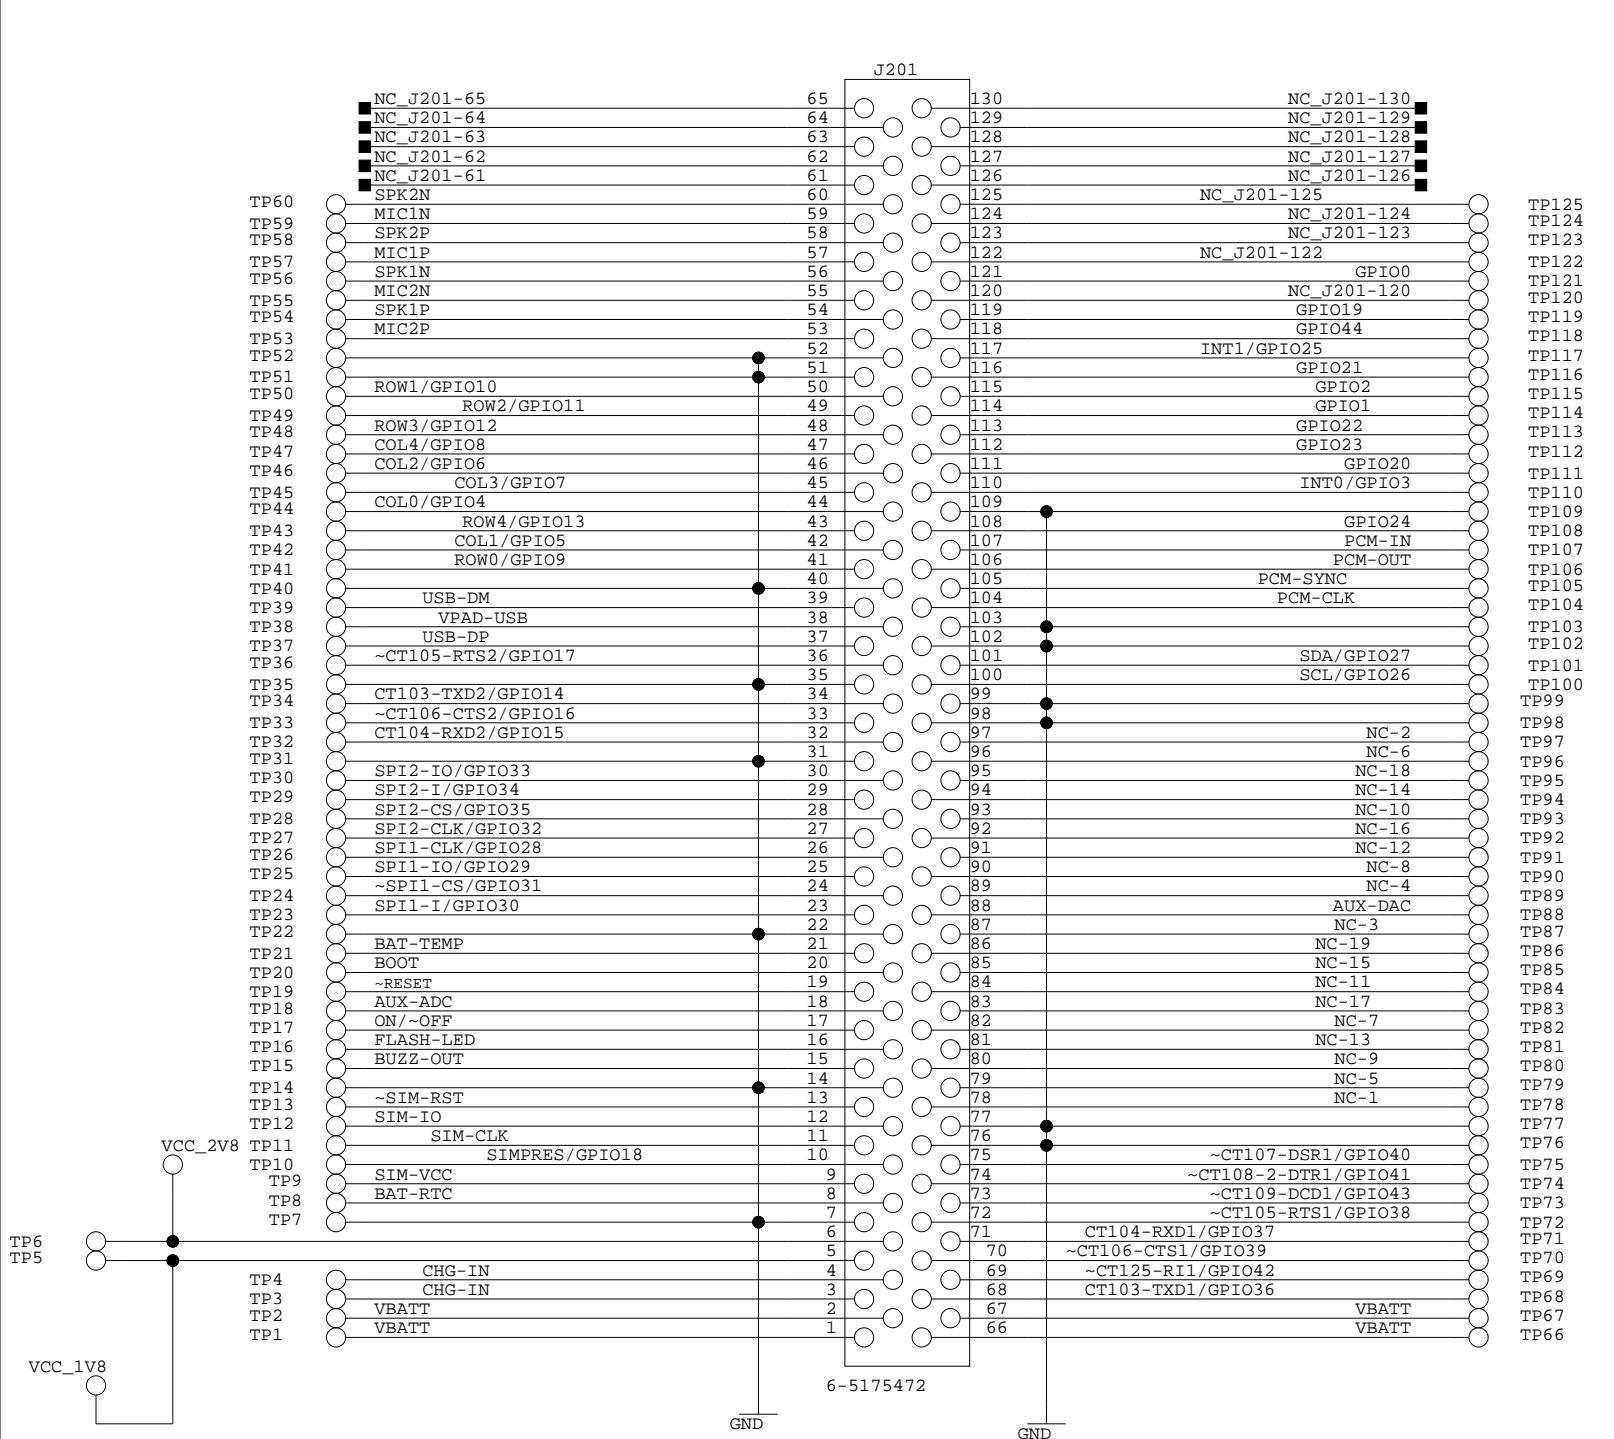 J201
NC_J201-65 65 130 NC_J201-130
NC_J201-64 64 129 NC_J201-129
NC_J201-63 63 128 NC_J201-128
NC_J201-62 62 127 NC_J201-127
NC_J201-61 61 126 NC_J201-126
TP60 SPK2N 60 125 NC_J201-125 TP125
TP59 MIC1N 59 124 NC_J201-124 TP124
TP58 SPK2P 58 123 NC_J201-123 TP123
TP57 MIC1P 57 122 NC_J201-122 TP122
TP56 SPK1N 56 121 GPIO0 TP121
TP55 MIC2N 55 120 NC_J201-120 TP120
TP54 SPK1P 54 119 GPIO19 TP119
TP53 MIC2P 53 118 GPIO44 TP118
TP52 52 117 INT1/GPIO25 TP117
TP51 51 116 GPIO21 TP116
TP50 ROW1/GPIO10 50 115 GPIO2 TP115
TP49 ROW2/GPIO11 49 114 GPIO1 TP114
TP48 ROW3/GPIO12 48 113 GPIO22 TP113
TP47 COL4/GPIO8 47 112 GPIO23 TP112
TP46 COL2/GPIO6 46 111 GPIO20 TP111
TP45 COL3/GPIO7 45 110 INT0/GPIO3 TP110
TP44 COL0/GPIO4 44 109 TP109
TP43 ROW4/GPIO13 43 108 GPIO24 TP108
TP42 COL1/GPIO5 42 107 PCM-IN TP107
TP41 ROW0/GPIO9 41 106 PCM-OUT TP106
TP40 40 105 PCM-SYNC TP105
TP39 USB-DM 39 104 PCM-CLK TP104
TP38 VPAD-USB 38 103 TP103
TP37 USB-DP 37 102 TP102
TP36 ~CT105-RTS2/GPIO17 36 101 SDA/GPIO27 TP101
TP35 35 100 SCL/GPIO26 TP100
TP34 CT103-TXD2/GPIO14 34 99 TP99
TP33 ~CT106-CTS2/GPIO16 33 98 TP98
TP32 CT104-RXD2/GPIO15 32 97 NC-2 TP97
TP31 31 96 NC-6 TP96
TP30 SPI2-IO/GPIO33 30 95 NC-18 TP95
TP29 SPI2-I/GPIO34 29 94 NC-14 TP94
TP28 SPI2-CS/GPIO35 28 93 NC-10 TP93
TP27 SPI2-CLK/GPIO32 27 92 NC-16 TP92
TP26 SPI1-CLK/GPIO28 26 91 NC-12 TP91
TP25 SPI1-IO/GPIO29 25 90 NC-8 TP90
TP24 ~SPI1-CS/GPIO31 24 89 NC-4 TP89
TP23 SPI1-I/GPIO30 23 88 AUX-DAC TP88
TP22 22 87 NC-3 TP87
TP21 BAT-TEMP 21 86 NC-19 TP86
TP20 BOOT 20 85 NC-15 TP85
TP19 ~RESET 19 84 NC-11 TP84
TP18 AUX-ADC 18 83 NC-17 TP83
TP17 ON/~OFF 17 82 NC-7 TP82
TP16 FLASH-LED 16 81 NC-13 TP81
TP15 BUZZ-OUT 15 80 NC-9 TP80
TP14 14 79 NC-5 TP79
TP13 ~SIM-RST 13 78 NC-1 TP78
TP12 SIM-IO 12 77 TP77
VCC_2V8 TP11 SIM-CLK 11 76 TP76
TP10 SIMPRES/GPIO18 10 75 ~CT107-DSR1/GPIO40 TP75
TP9 SIM-VCC 9 74 ~CT108-2-DTR1/GPIO41 TP74
TP8 BAT-RTC 8 73 ~CT109-DCD1/GPIO43 TP73
TP7 7 72 ~CT105-RTS1/GPIO38 TP72
TP6 6 71 CT104-RXD1/GPIO37 TP71
TP5 5 70 ~CT106-CTS1/GPIO39 TP70
TP4 CHG-IN 4 69 ~CT125-RI1/GPIO42 TP69
TP3 CHG-IN 3 68 CT103-TXD1/GPIO36 TP68
TP2 VBATT 2 67 VBATT TP67
TP1 VBATT 1 66 VBATT TP66
VCC_1V8
6-5175472
GND
GND